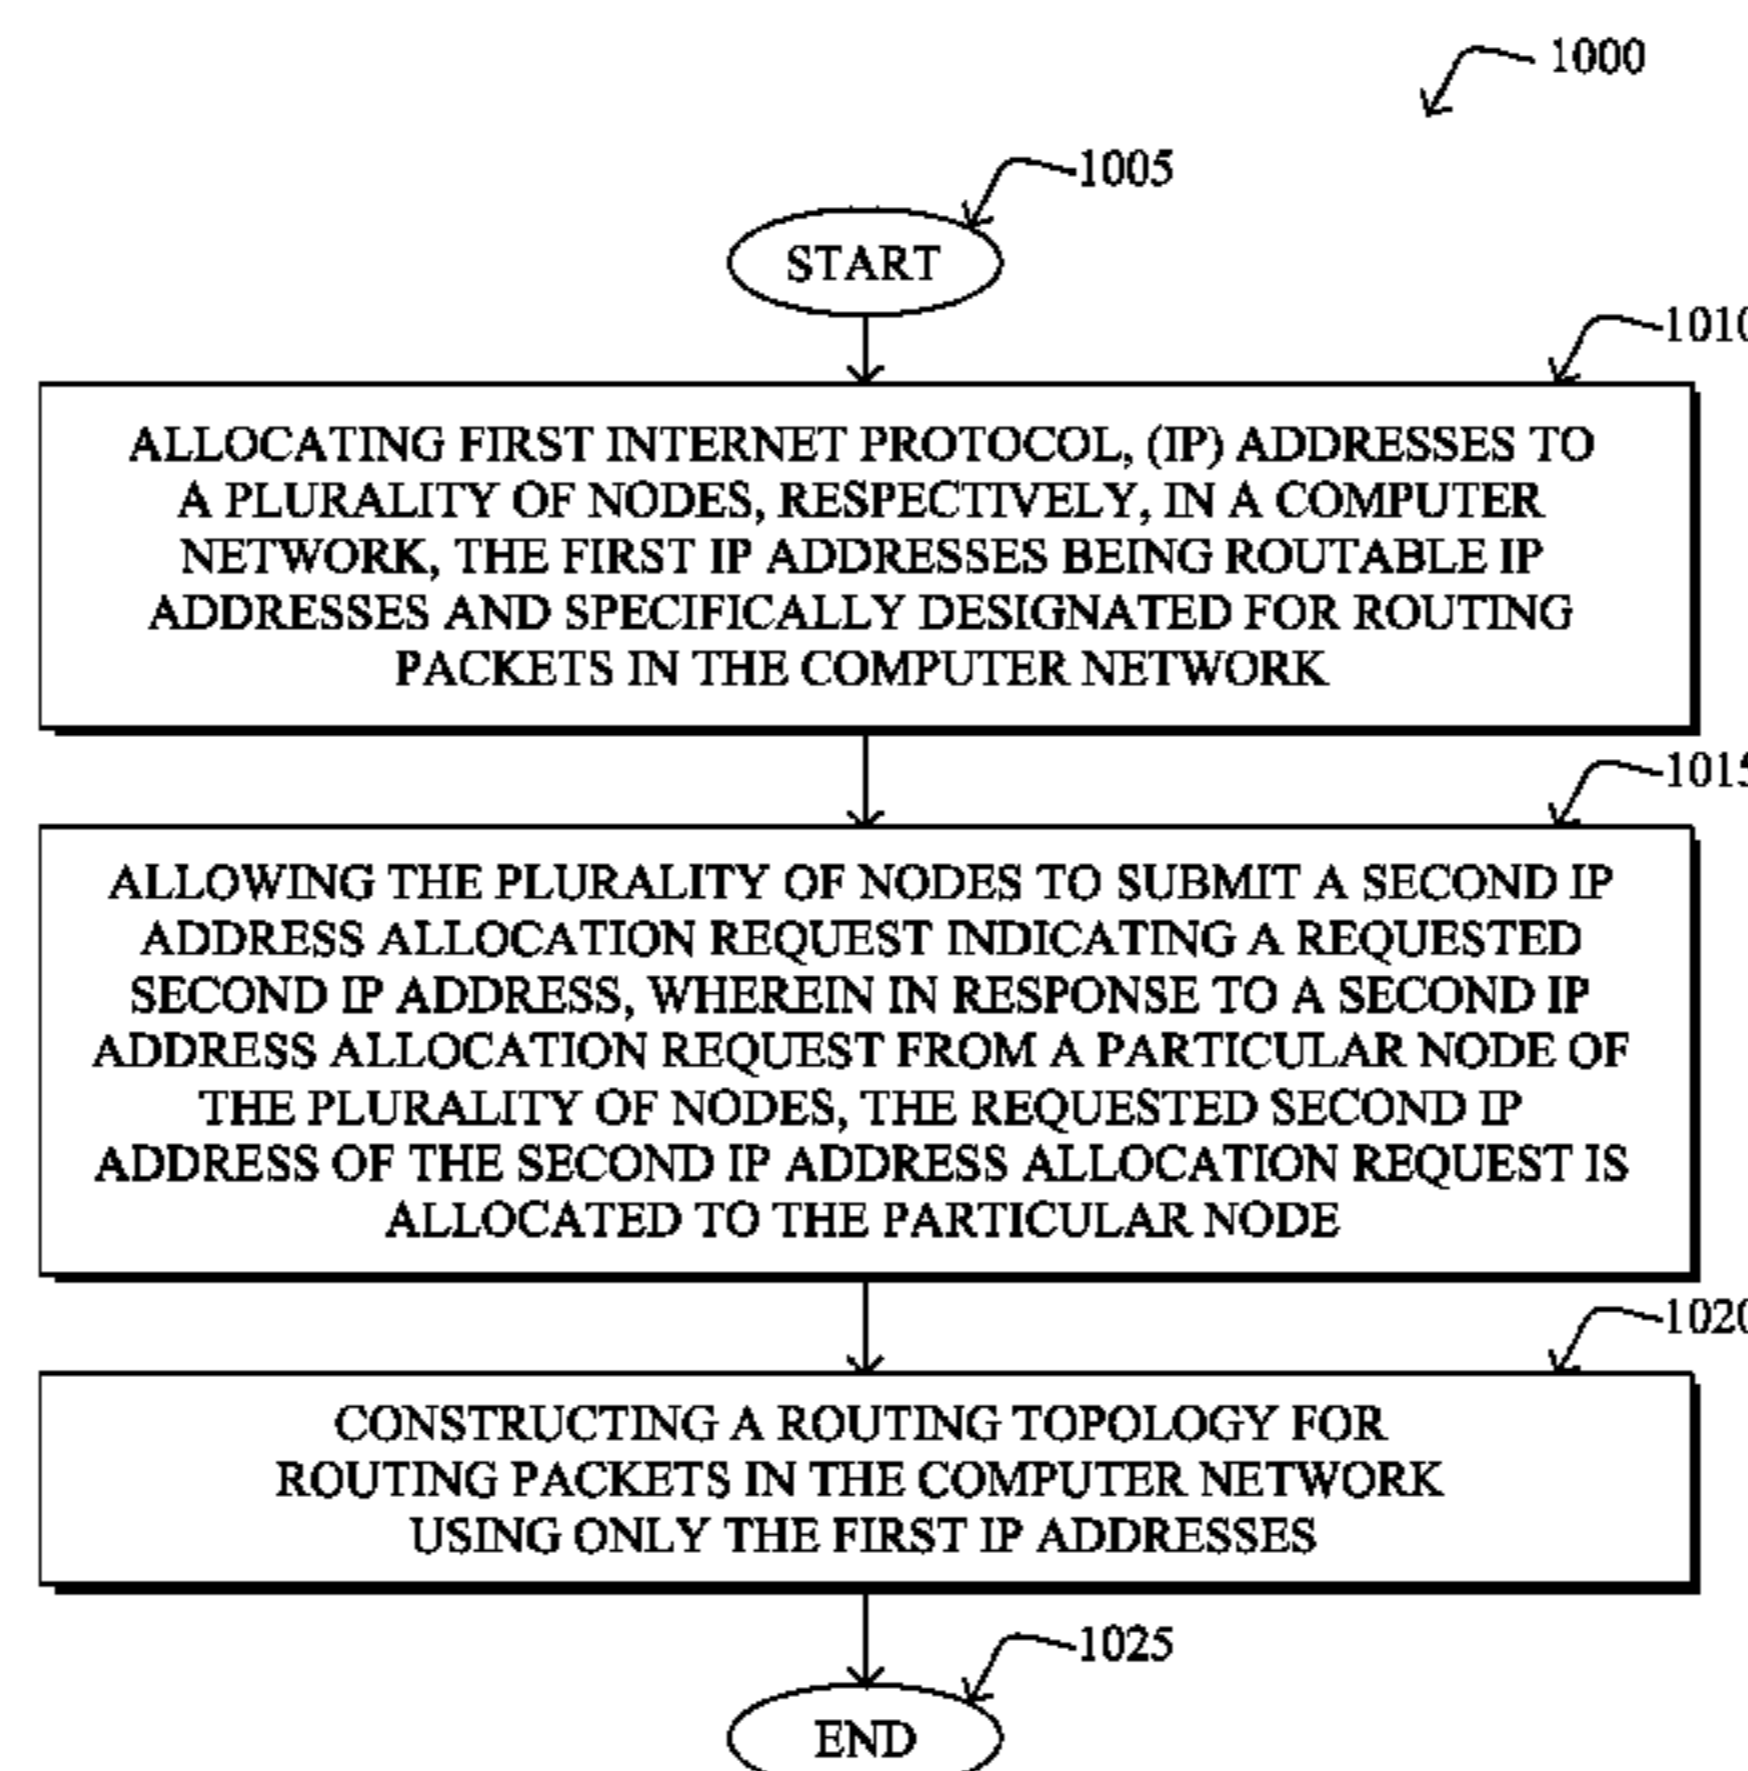 1000
1005
START
1010
ALLOCATING FIRST INTERNET PROTOCOL, (IP) ADDRESSES TO
A PLURALITY OF NODES, RESPECTIVELY, IN A COMPUTER
NETWORK, THE FIRST IP ADDRESSES BEING ROUTABLE IP
ADDRESSES AND SPECIFICALLY DESIGNATED FOR ROUTING
PACKETS IN THE COMPUTER NETWORK
1015
ALLOWING THE PLURALITY OF NODES TO SUBMIT A SECOND IP
ADDRESS ALLOCATION REQUEST INDICATING A REQUESTED
SECOND IP ADDRESS, WHEREIN IN RESPONSE TO A SECOND IP
ADDRESS ALLOCATION REQUEST FROM A PARTICULAR NODE OF
THE PLURALITY OF NODES, THE REQUESTED SECOND IP
ADDRESS OF THE SECOND IP ADDRESS ALLOCATION REQUEST IS
ALLOCATED TO THE PARTICULAR NODE
1020
CONSTRUCTING A ROUTING TOPOLOGY FOR
ROUTING PACKETS IN THE COMPUTER NETWORK
USING ONLY THE FIRST IP ADDRESSES
1025
END